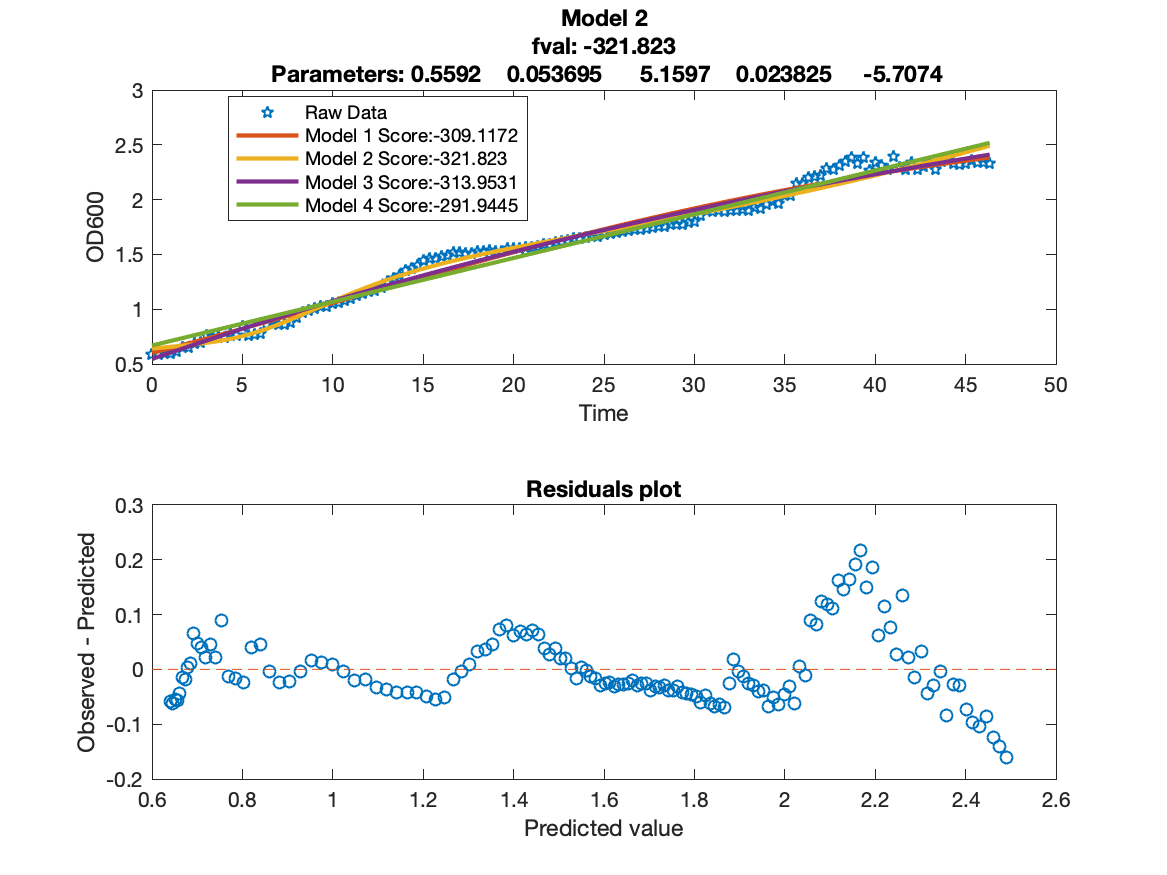 Model 2
fval: -321.823
Parameters: 0.5592 0.053695 5.1597 0.023825 -5.7074
3
2.5
2
1.5
1
0.5
OD600
Raw Data
Model 1 Score:-309.1172
Model 2 Score:-321.823
Model 3 Score:-313.9531
Model 4 Score:-291.9445
0 5 10 15 20 25 30 35 40 45 50
Time
Residuals plot
0.3
0.2
0.1
0
-0.1
-0.2
Observed - Predicted
0.6 0.8 1 1.2 1.4 1.6 1.8 2 2.2 2.4 2.6
Predicted value